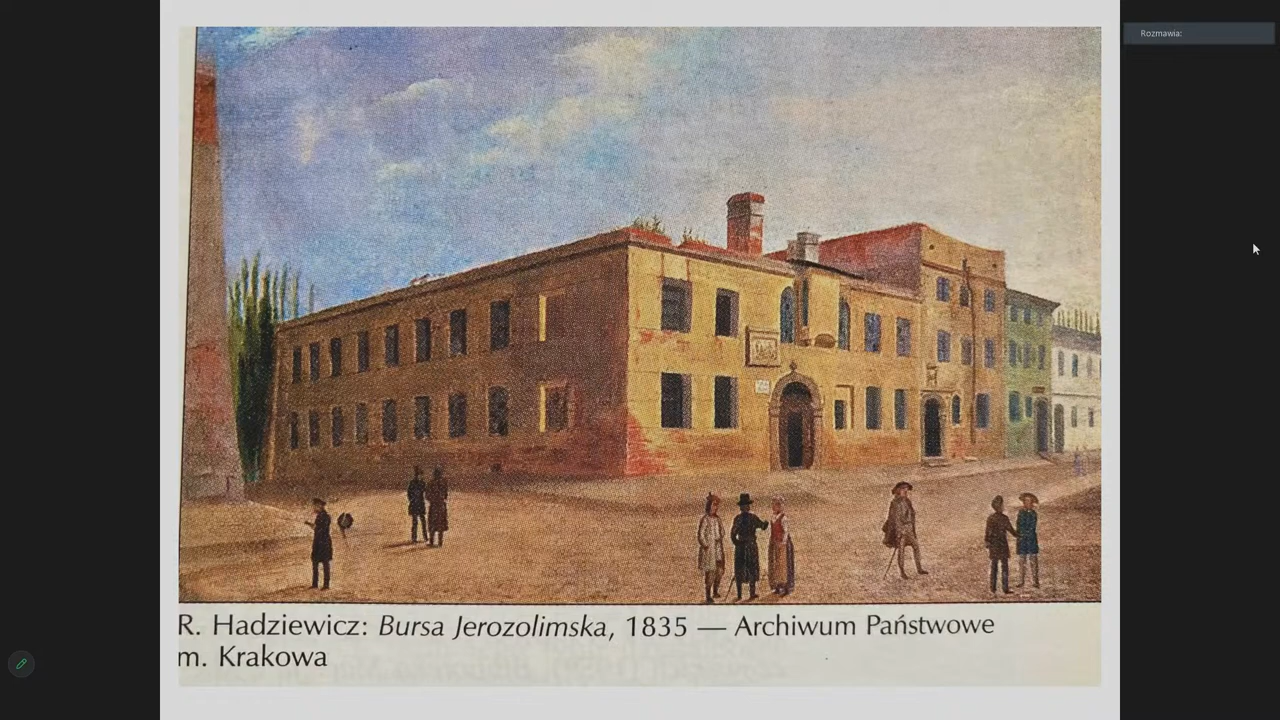 Rozmawia:
R. Hadziewicz: Bursa Jerozolimska, 1835 — Archiwum Państwowe
m. Krakowa